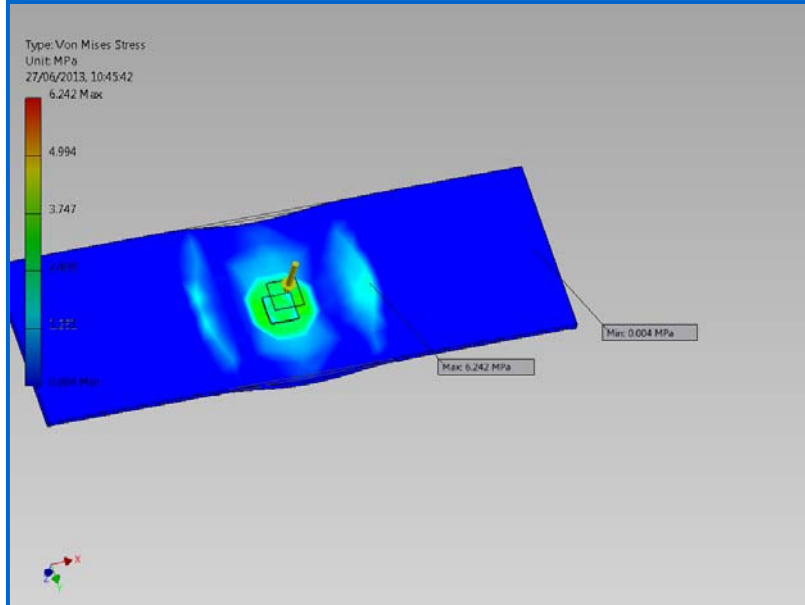 Type: Von Mises Stress
Unit: MPa
27/06/2013, 10:45:42
6.242 Max
4.994
3.747
Min: 0.004 MPa
Max: 6.242 MPa
X
Z
Y